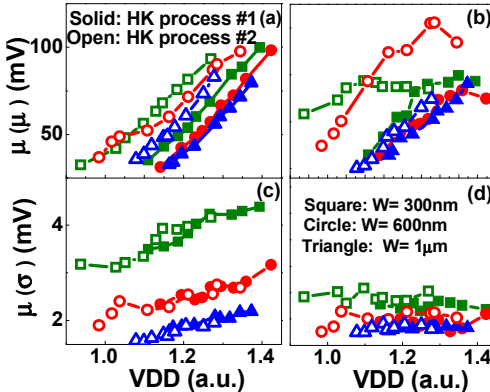 Solid: HK process #1 (a)
Open: HK process #2
(b)
μ (μ) (mV)
100
50
(c)
(d)
Square: W= 300nm
Circle: W= 600nm
Triangle: W= 1μm
μ (σ) (mV)
4
2
1.0 1.2 1.4
1.0 1.2 1.4
VDD (a.u.)
VDD (a.u.)